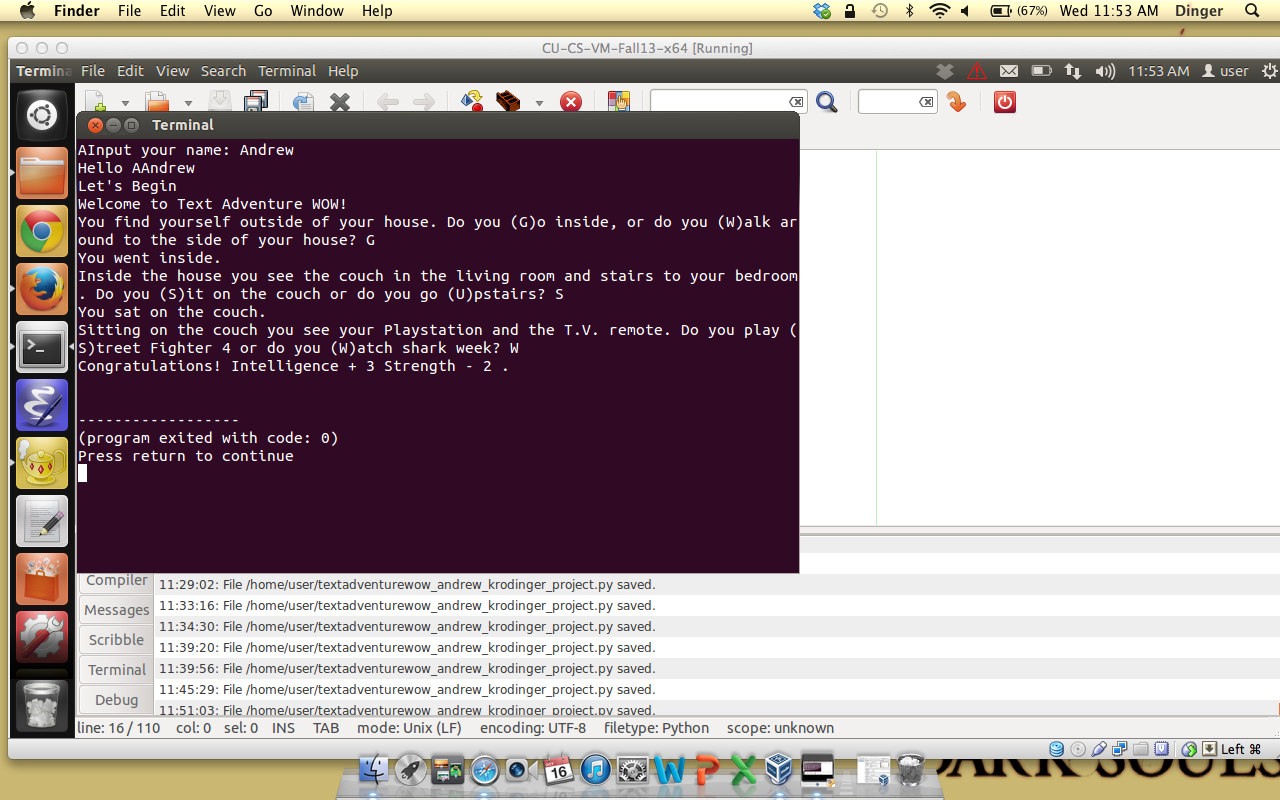 Finder File Edit View Go Window Help (67%) Wed 11:53 AM Dinger
CU-CS-VM-Fall13-x64 [Running]
Termina File Edit View Search Terminal Help 11:53 AM user
Terminal
AInput your name: Andrew
Hello AAndrew
Let's Begin
Welcome to Text Adventure WOW!
You find yourself outside of your house. Do you (G)o inside, or do you (W)alk ar
ound to the side of your house? G
You went inside.
Inside the house you see the couch in the living room and stairs to your bedroom
. Do you (S)it on the couch or do you go (U)pstairs? S
You sat on the couch.
Sitting on the couch you see your Playstation and the T.V. remote. Do you play (
S)treet Fighter 4 or do you (W)atch shark week? W
Congratulations! Intelligence + 3 Strength - 2 .
------------------
(program exited with code: 0)
Press return to continue
Compiler
Messages
Scribble
Terminal
Debug
11:29:02: File /home/user/textadventurewow_andrew_krodinger_project.py saved.
11:33:16: File /home/user/textadventurewow_andrew_krodinger_project.py saved.
11:34:30: File /home/user/textadventurewow_andrew_krodinger_project.py saved.
11:39:20: File /home/user/textadventurewow_andrew_krodinger_project.py saved.
11:39:56: File /home/user/textadventurewow_andrew_krodinger_project.py saved.
11:45:29: File /home/user/textadventurewow_andrew_krodinger_project.py saved.
11:51:03: File /home/user/textadventurewow_andrew_krodinger_project.py saved.
line: 16 / 110 col: 0 sel: 0 INS TAB mode: Unix (LF) encoding: UTF-8 filetype: Python scope: unknown
Left ⌘
16
DARK SOULS